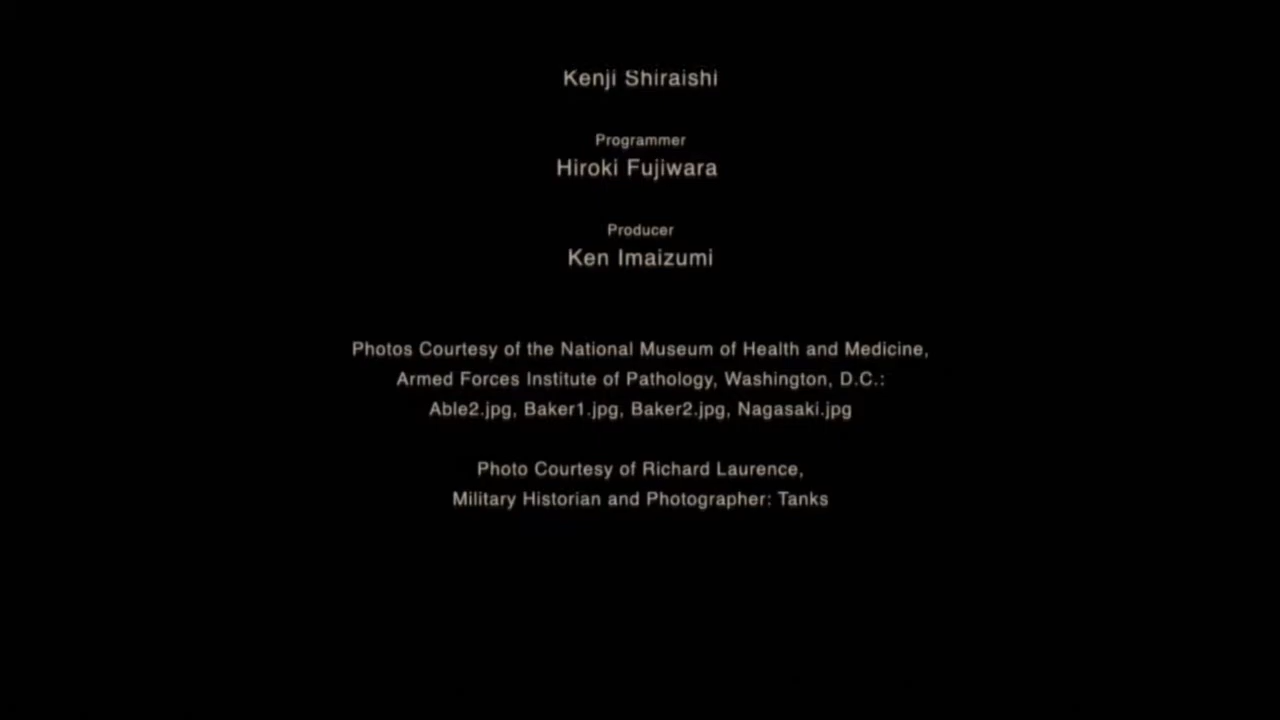 Kenji Shiraishi
Programmer
Hiroki Fujiwara
Producer
Ken Imaizumi
Photos Courtesy of the National Museum of Health and Medicine,
Armed Forces Institute of Pathology, Washington, D.C.:
Able2.jpg, Baker1.jpg, Baker2.jpg, Nagasaki.jpg
Photo Courtesy of Richard Laurence,
Military Historian and Photographer: Tanks